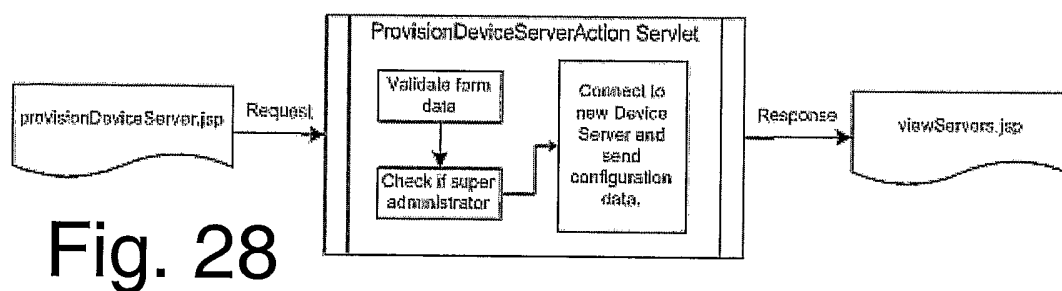 ProvisionDeviceServerAction Servlet
provisionDeviceServer.jsp
Request
Validate form
data
Check if super
administrator
Connect to
new Device
Server and
send
configuration
data.
Response
viewServers.jsp
Fig. 28